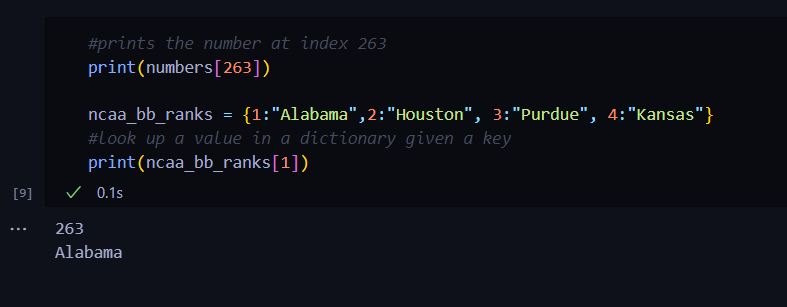 #prints the number at index 263
print(numbers[263])
ncaa_bb_ranks = {1:"Alabama",2:"Houston", 3:"Purdue", 4:"Kansas"}
#look up a value in a dictionary given a key
print(ncaa_bb_ranks[1])
[9] ✓ 0.1s
... 263
Alabama